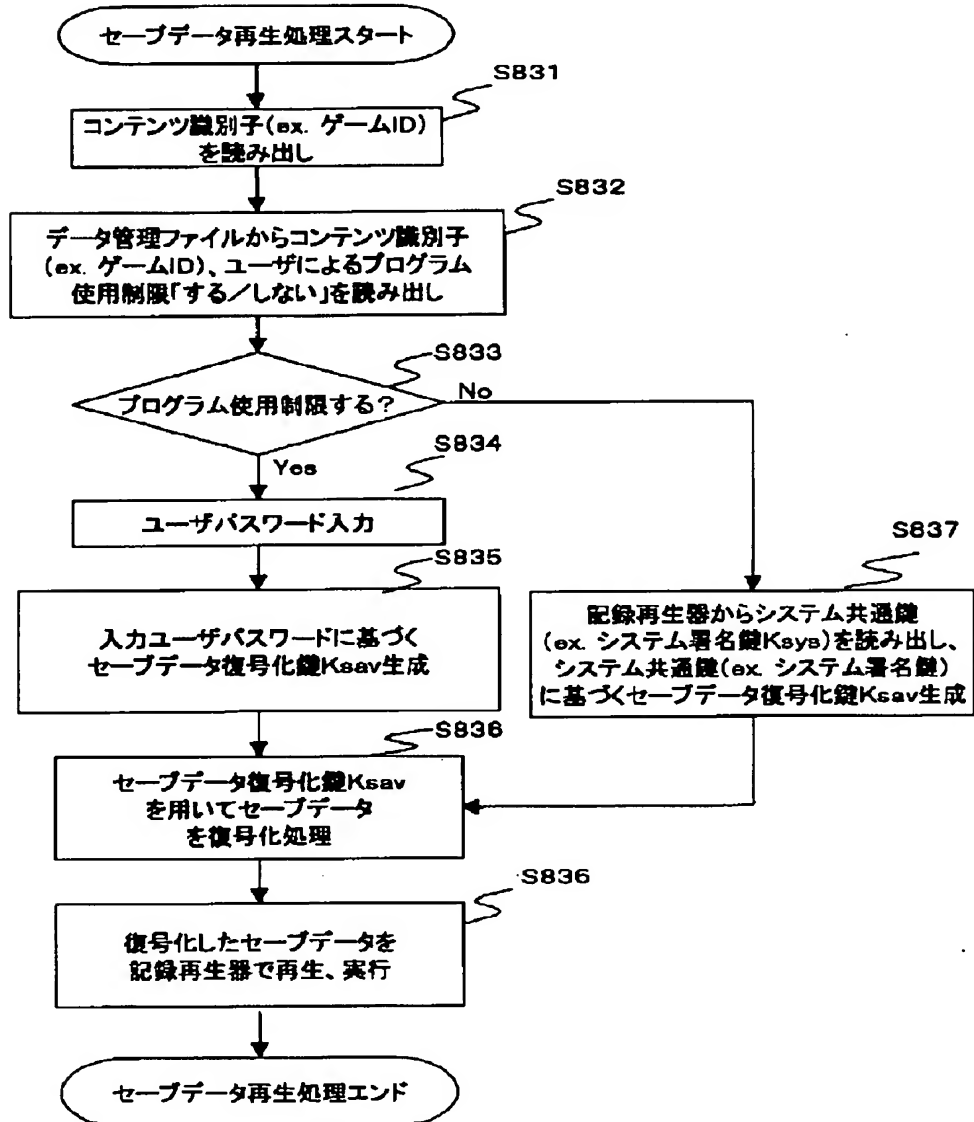 セーブデータ再生処理スタート
S831
コンテンツ識別子(ex. ゲームID)
を読み出し
S832
データ管理ファイルからコンテンツ識別子
(ex. ゲームID)、ユーザによるプログラム
使用制限「する/しない」を読み出し
S833
プログラム使用制限する?
No
Yes
S834
ユーザパスワード入力
S835
入力ユーザパスワードに基づく
セーブデータ復号化鍵Ksav生成
S837
記録再生器からシステム共通鍵
(ex. システム署名鍵Ksys)を読み出し、
システム共通鍵(ex. システム署名鍵)
に基づくセーブデータ復号化鍵Ksav生成
S836
セーブデータ復号化鍵Ksav
を用いてセーブデータ
を復号化処理
S836
復号化したセーブデータを
記録再生器で再生、実行
セーブデータ再生処理エンド